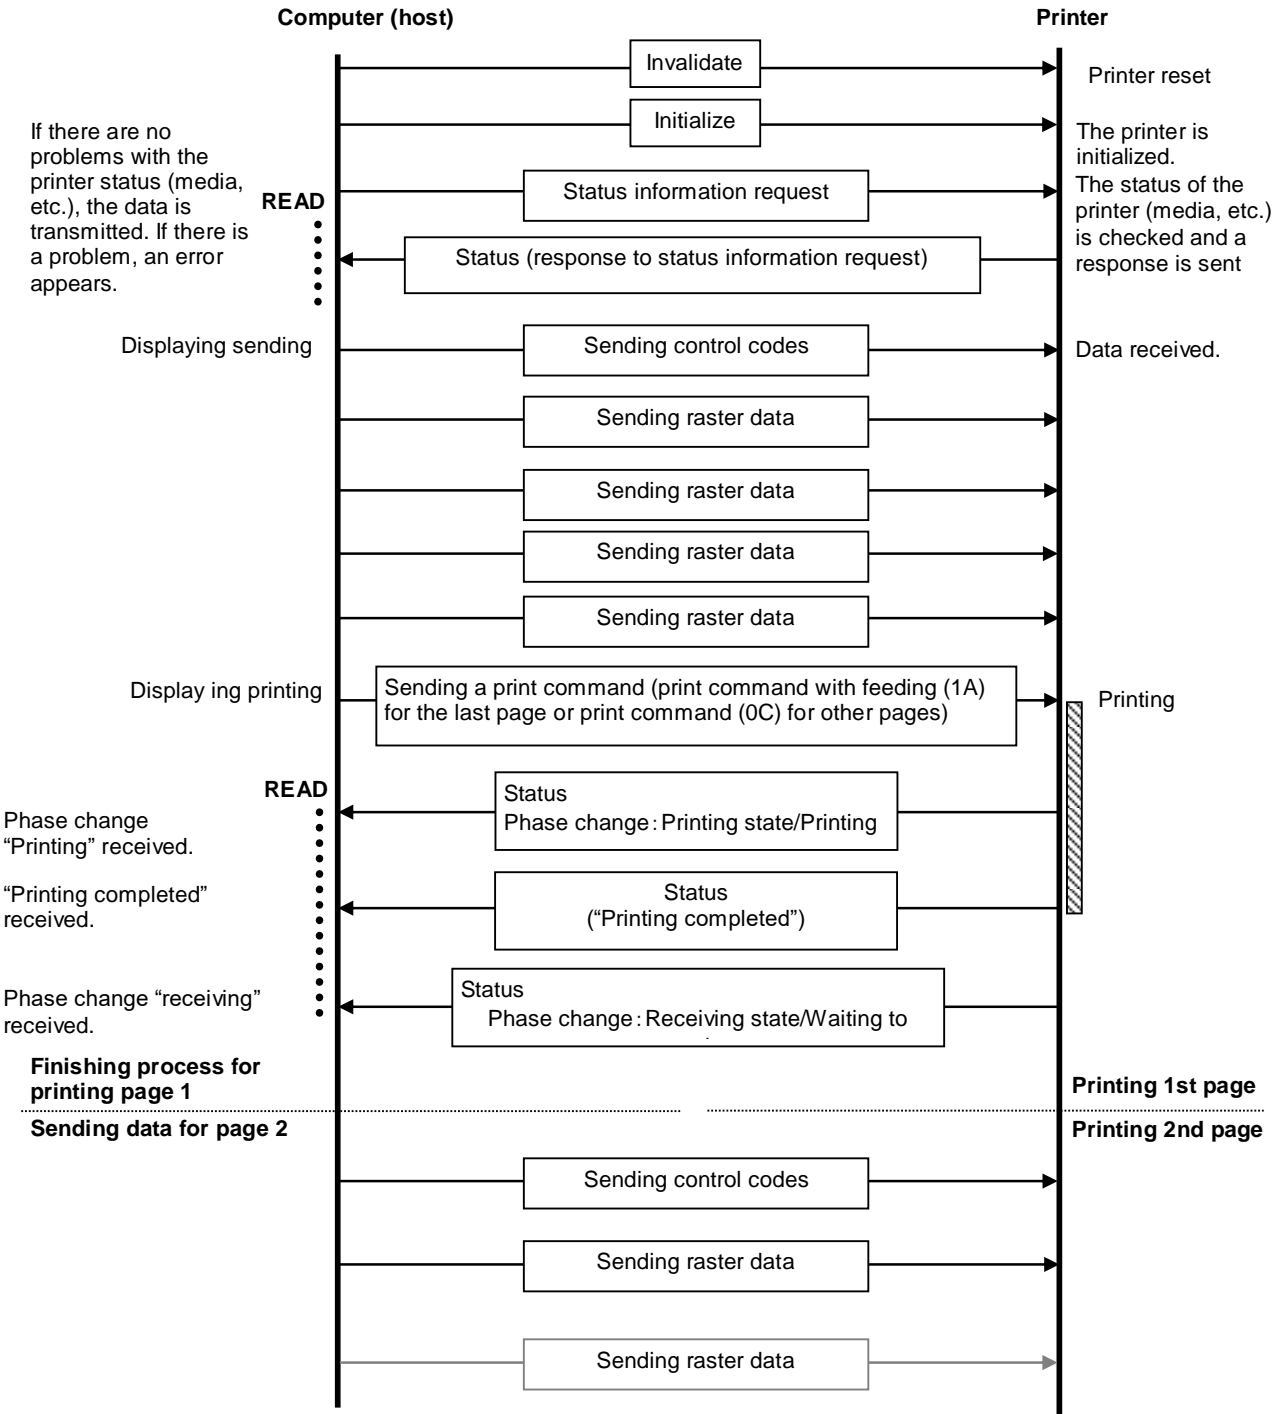 Computer (host)
Printer
Invalidate
Printer reset
Initialize
If there are no
problems with the
printer status (media,
etc.), the data is
transmitted. If there is
a problem, an error
appears.
The printer is
initialized.
The status of the
printer (media, etc.)
is checked and a
response is sent
READ
Status information request
Status (response to status information request)
Displaying sending
Sending control codes
Data received.
Sending raster data
Sending raster data
Sending raster data
Sending raster data
Display ing printing
Sending a print command (print command with feeding (1A)
for the last page or print command (0C) for other pages)
Printing
READ
Status
Phase change:Printing state/Printing
Phase change
“Printing” received.
“Printing completed”
received.
Status
(“Printing completed”)
Phase change “receiving”
received.
Status
Phase change:Receiving state/Waiting to
Finishing process for
printing page 1
Printing 1st page
Sending data for page 2
Printing 2nd page
Sending control codes
Sending raster data
Sending raster data